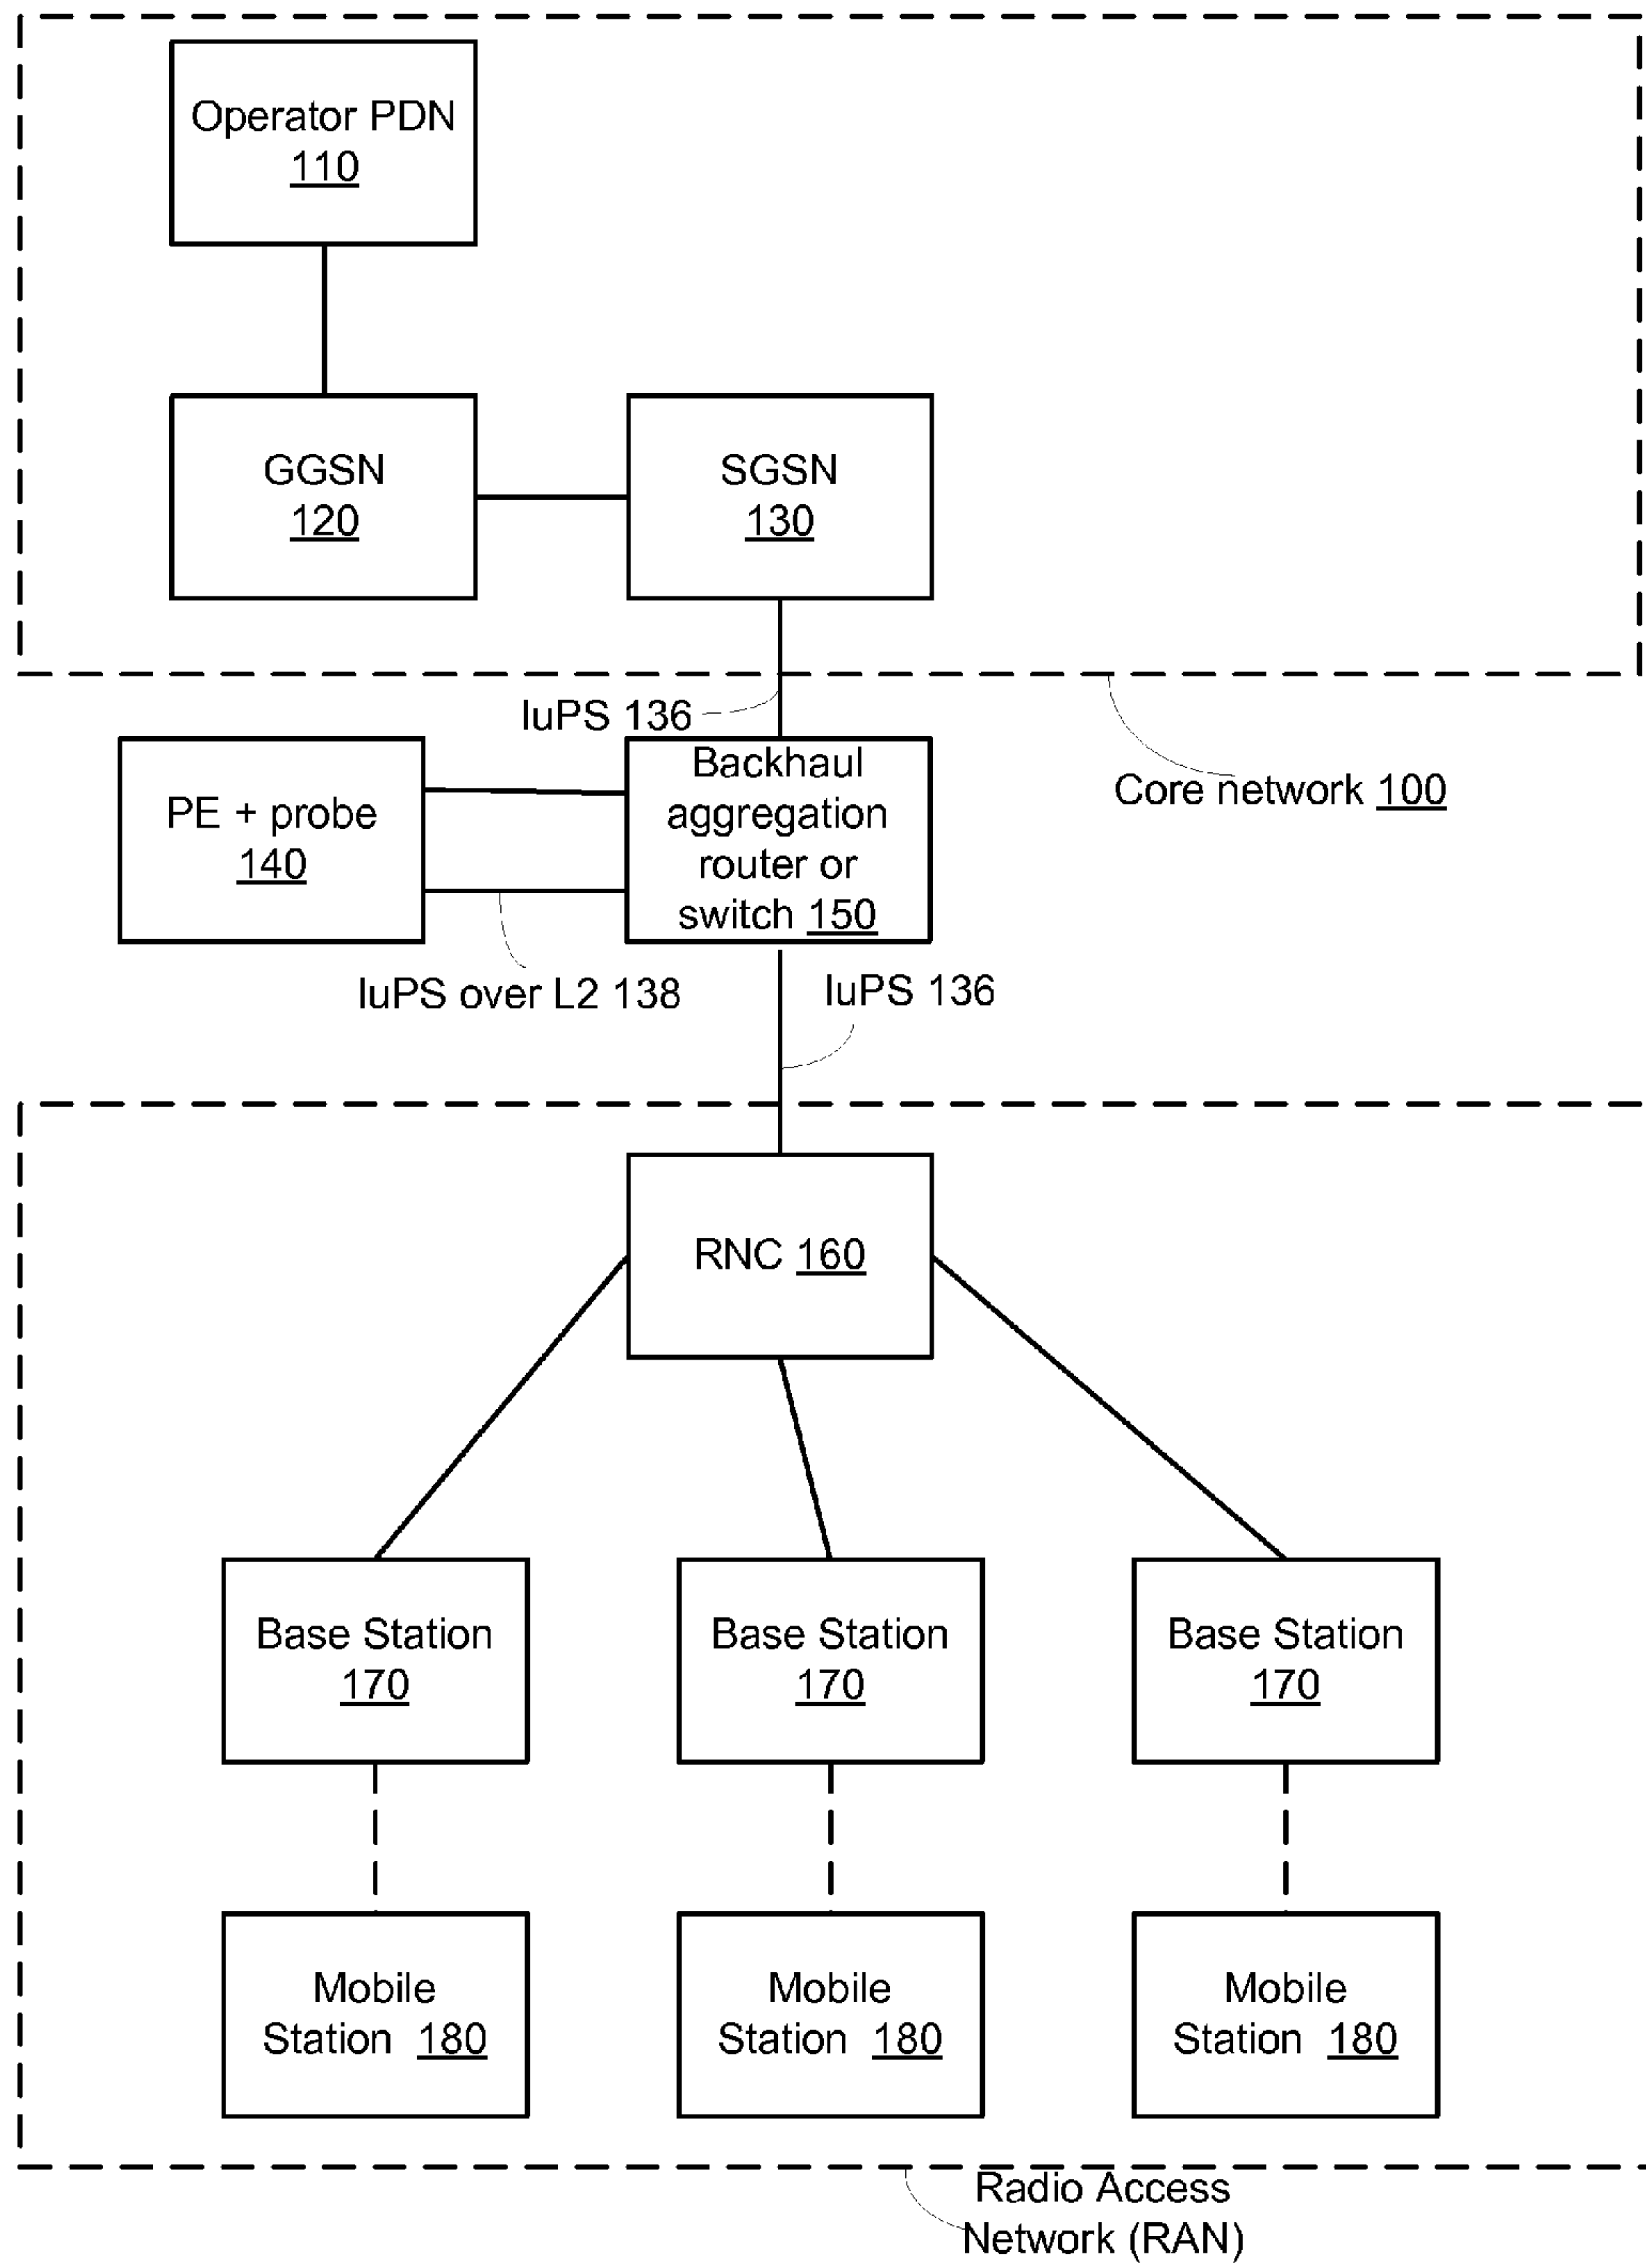 Operator PDN
110
GGSN
120
SGSN
130
IuPS 136
Core network 100
PE + probe
140
Backhaul
aggregation
router or
switch 150
IuPS over L2 138
IuPS 136
RNC 160
Base Station
170
Base Station
170
Base Station
170
Mobile
Station 180
Mobile
Station 180
Mobile
Station 180
Radio Access
Network (RAN)